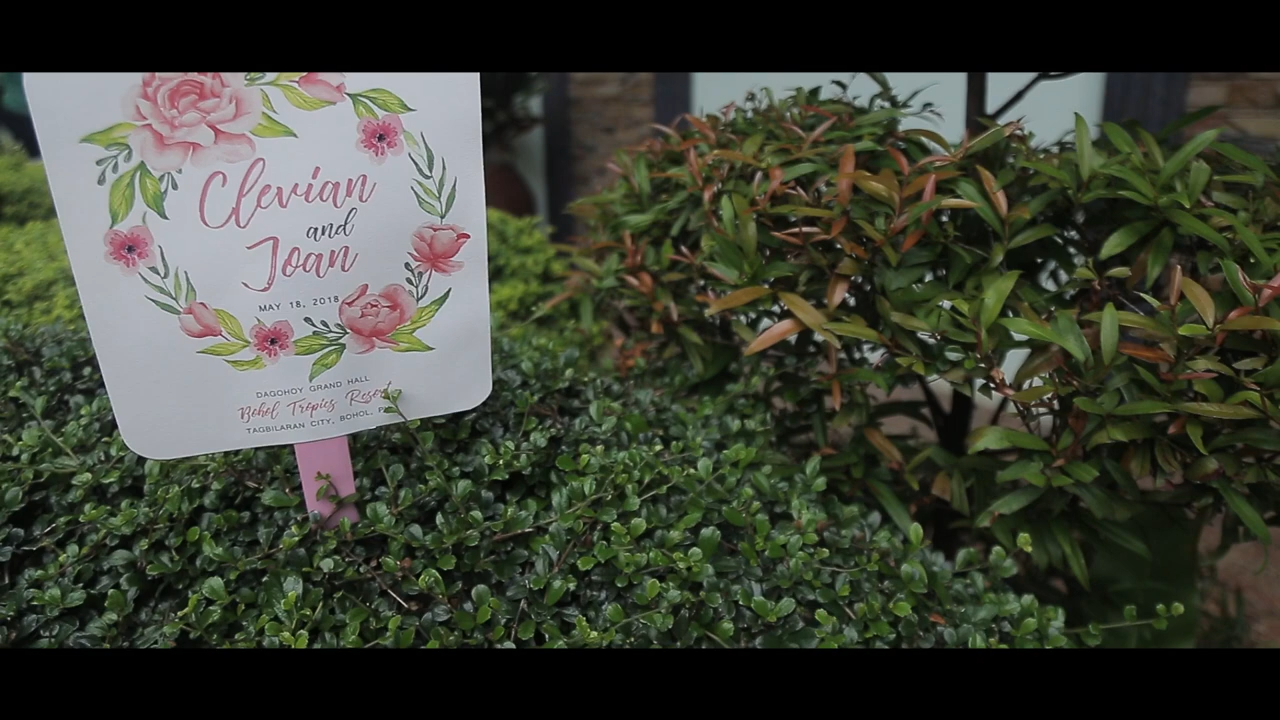 Clevian
and
Joan
MAY 18, 2018
DAGOHOY GRAND HALL
Bohol Tropics Resort
TAGBILARAN CITY, BOHOL,